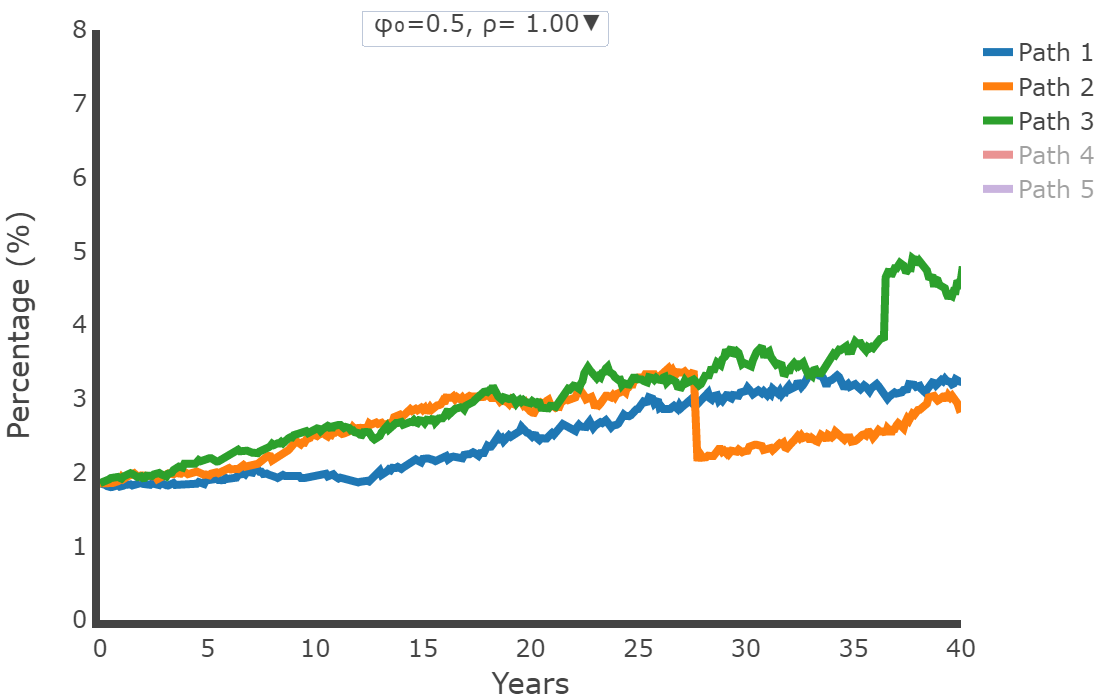 φ₀=0.5, ρ= 1.00▼
8
7
6
5
4
3
2
1
0
Percentage (%)
0 5 10 15 20 25 30 35 40
Years
Path 1
Path 2
Path 3
Path 4
Path 5